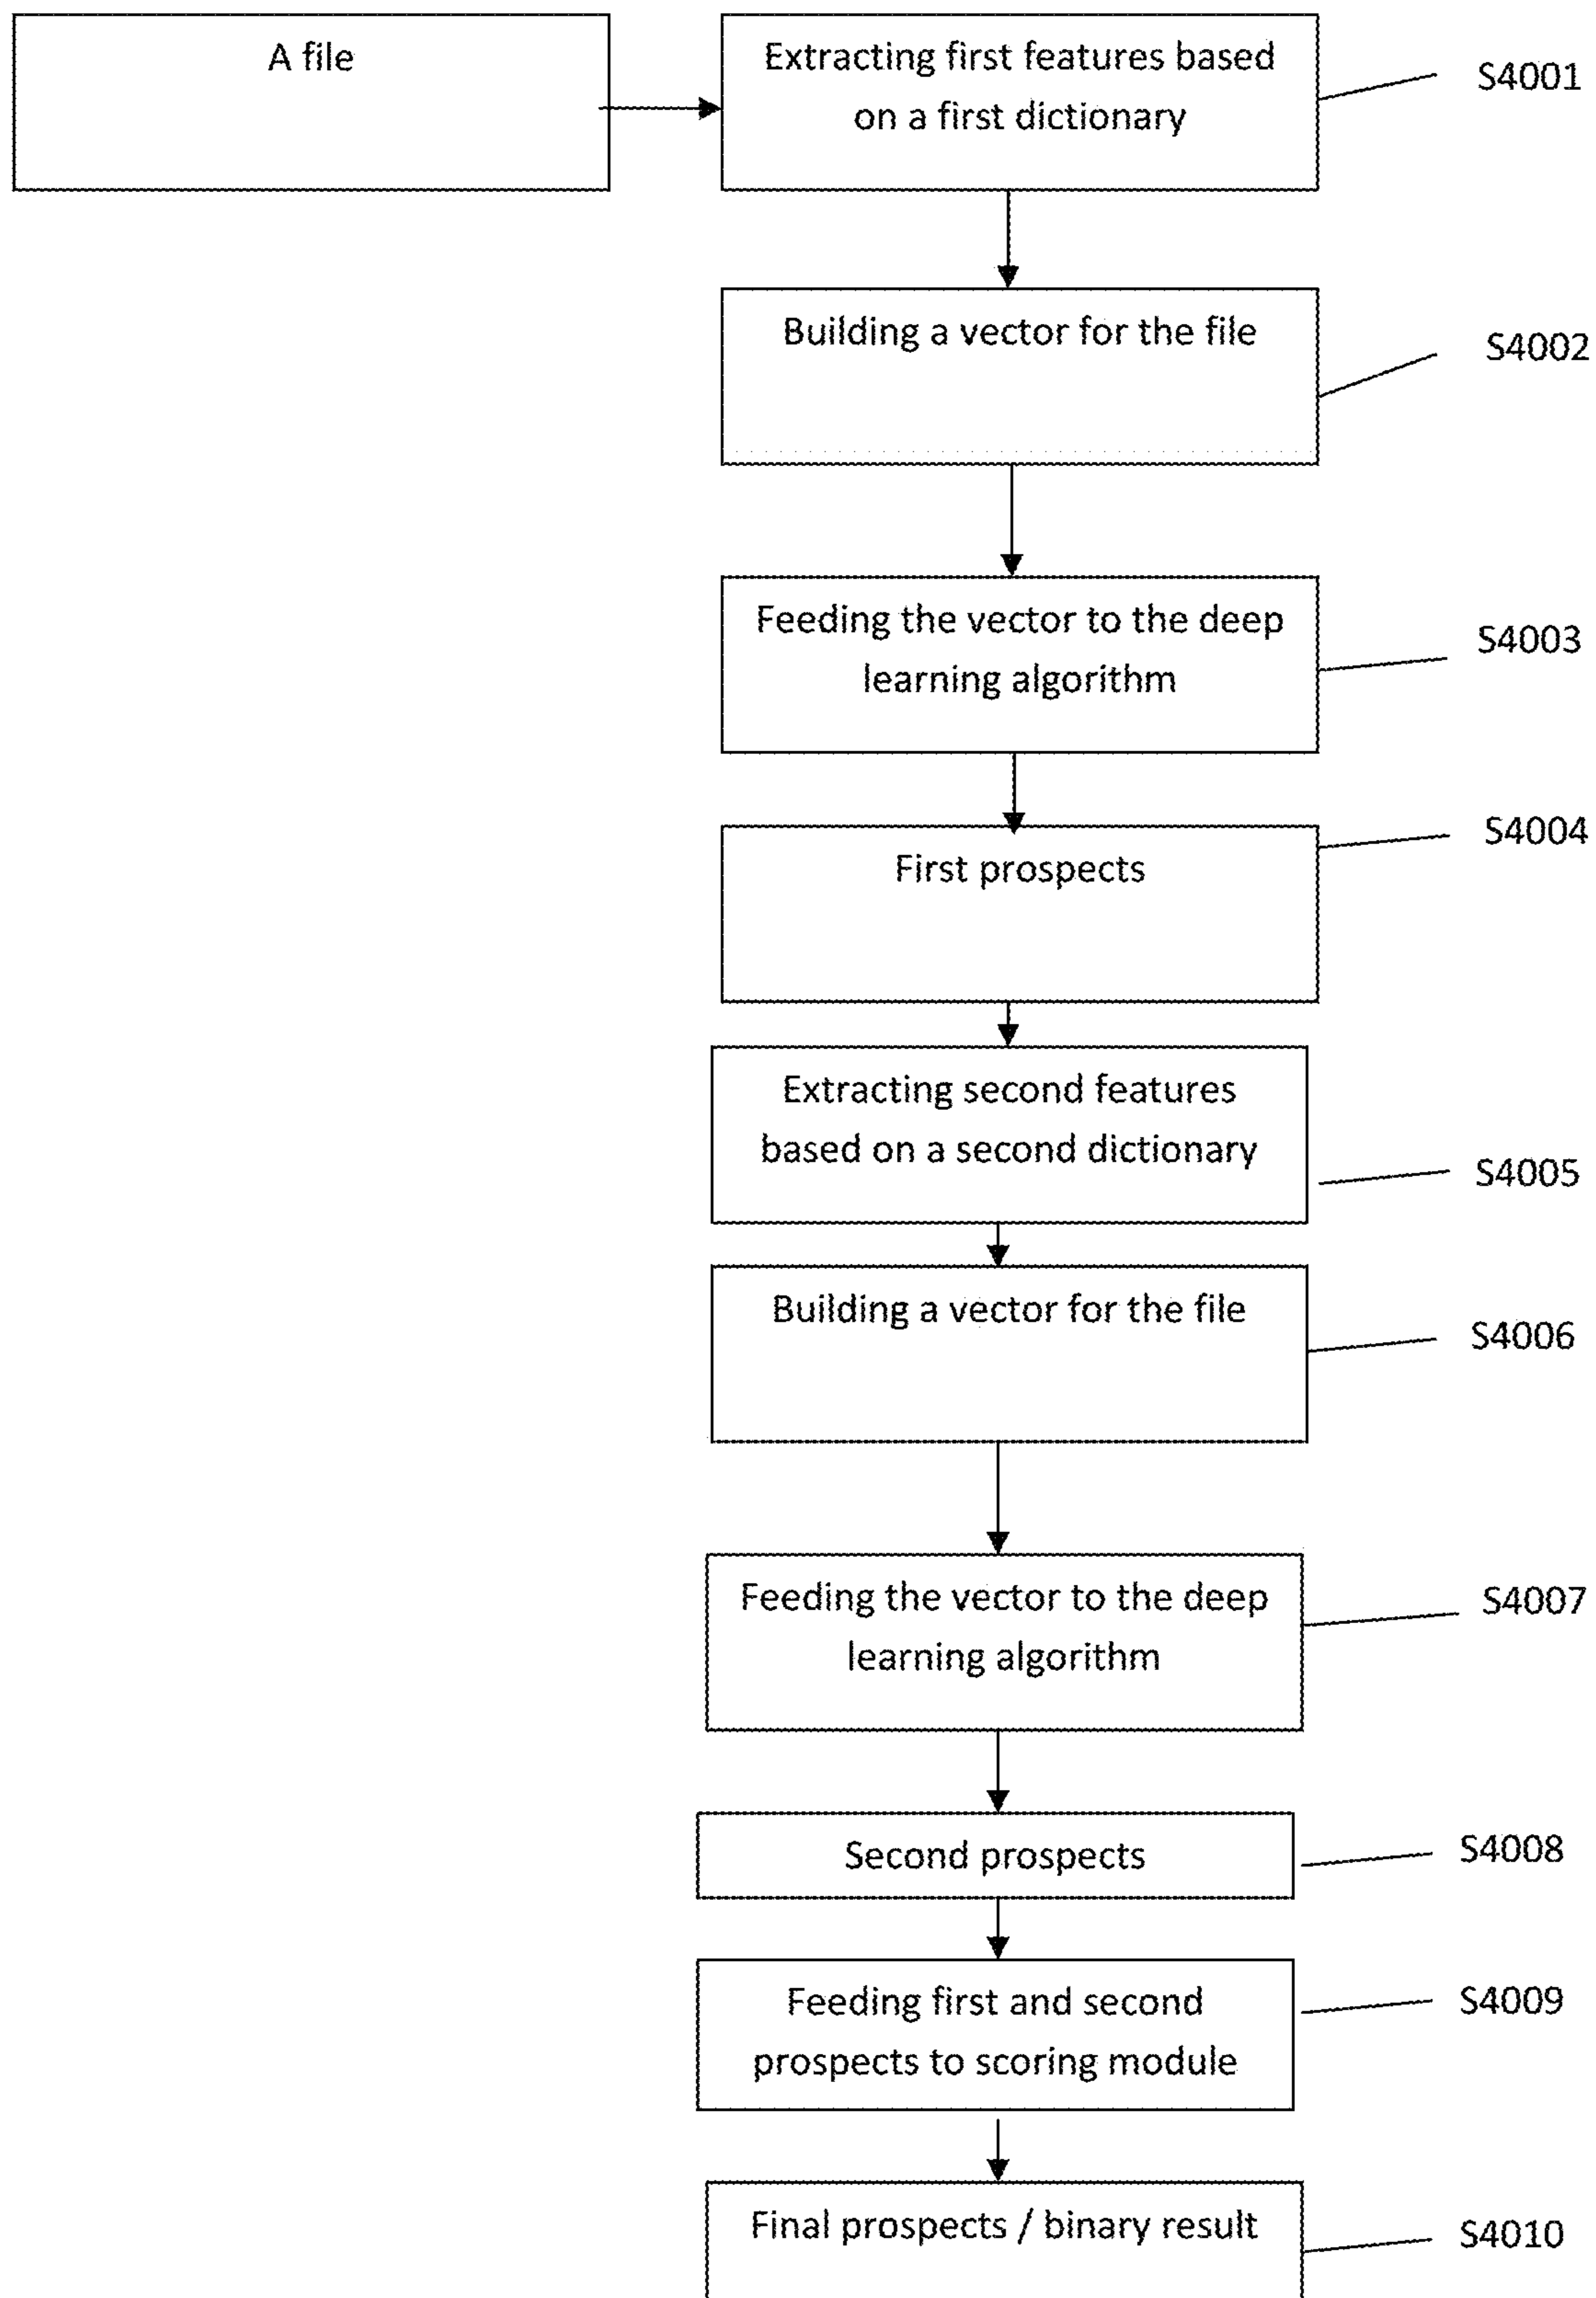 A file
Extracting first features based
on a first dictionary
S4001
Building a vector for the file
S4002
Feeding the vector to the deep
learning algorithm
S4003
First prospects
S4004
Extracting second features
based on a second dictionary
S4005
Building a vector for the file
S4006
Feeding the vector to the deep
learning algorithm
S4007
Second prospects
S4008
Feeding first and second
prospects to scoring module
S4009
Final prospects / binary result
S4010